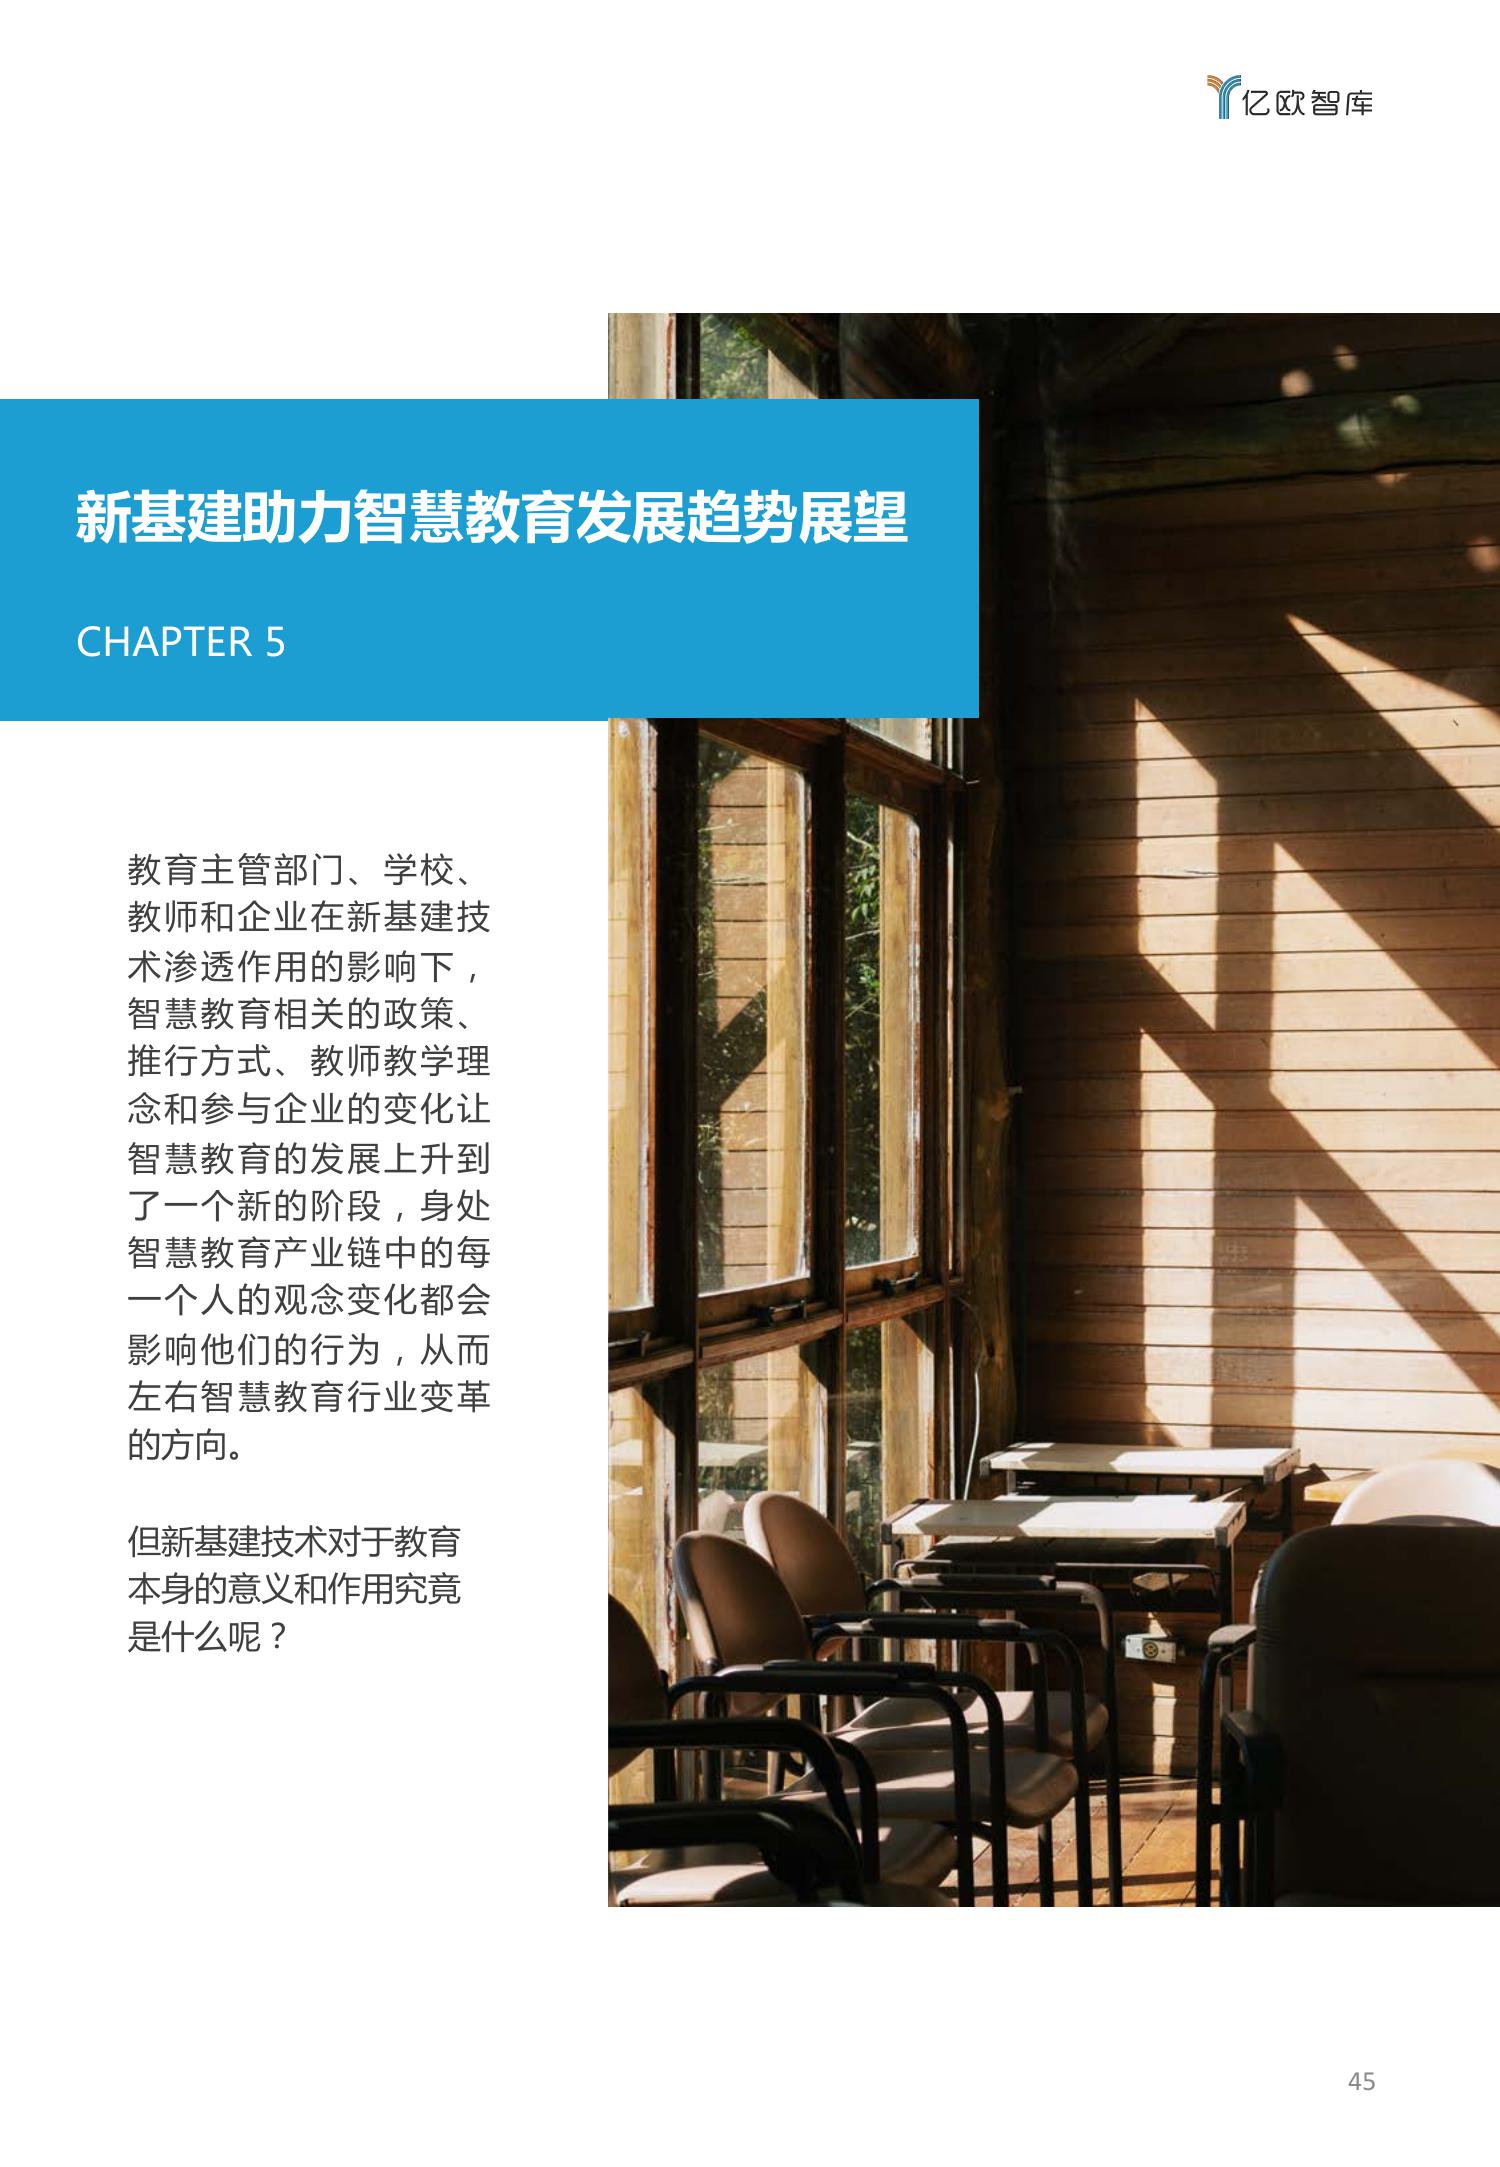 亿欧智库
新基建助力智慧教育发展趋势展望
CHAPTER 5
教育主管部门、学校、
教师和企业在新基建技
术渗透作用的影响下，
智慧教育相关的政策、
推行方式、教师教学理
念和参与企业的变化让
智慧教育的发展上升到
了一个新的阶段，身处
智慧教育产业链中的每
一个人的观念变化都会
影响他们的行为，从而
左右智慧教育行业变革
的方向。
但新基建技术对于教育
本身的意义和作用究竟
是什么呢？
45